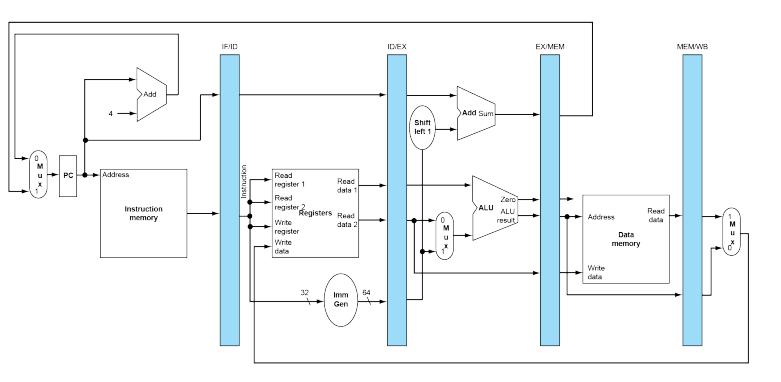 IF/ID
ID/EX
EX/MEM
MEM/WB
Add
4
Add Sum
Shift
left 1
0
M
u
x
1
PC
Address
Instruction
memory
Instruction
Read
register 1
Read
register 2
Write
register
Write
data
Registers
Read
data 1
Read
data 2
32
Imm
Gen
64
0
M
u
x
1
ALU
Zero
ALU
result
Address
Read
data
Data
memory
Write
data
1
M
u
x
0